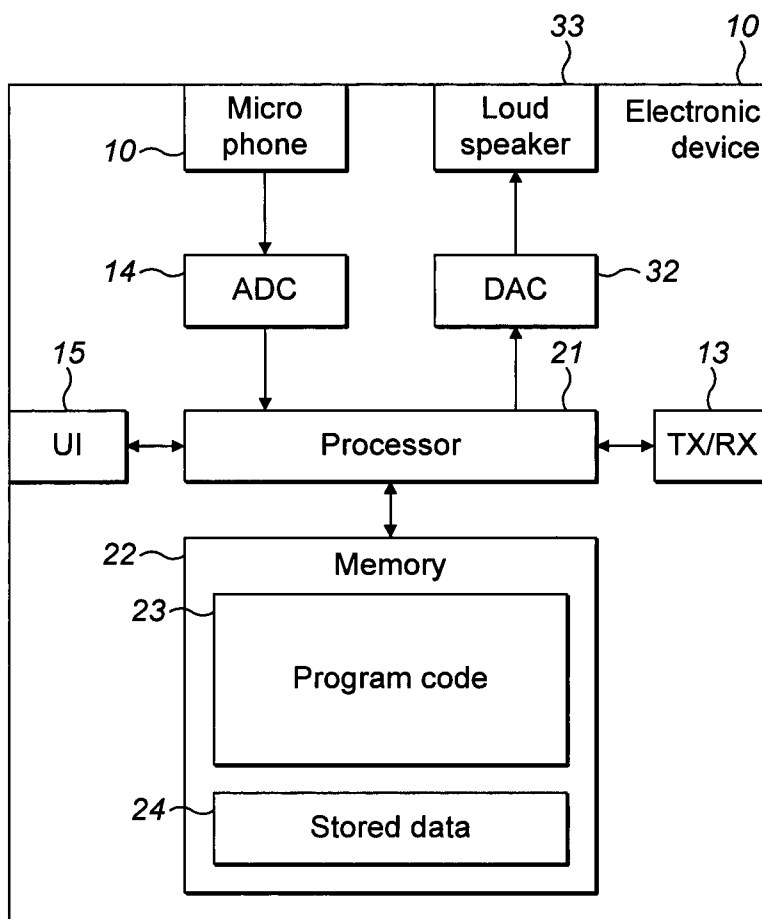 33
10
Micro
phone
10
Loud
speaker
Electronic
device
14
ADC
DAC
32
15
21
13
UI
Processor
TX/RX
22
Memory
23
Program code
24
Stored data